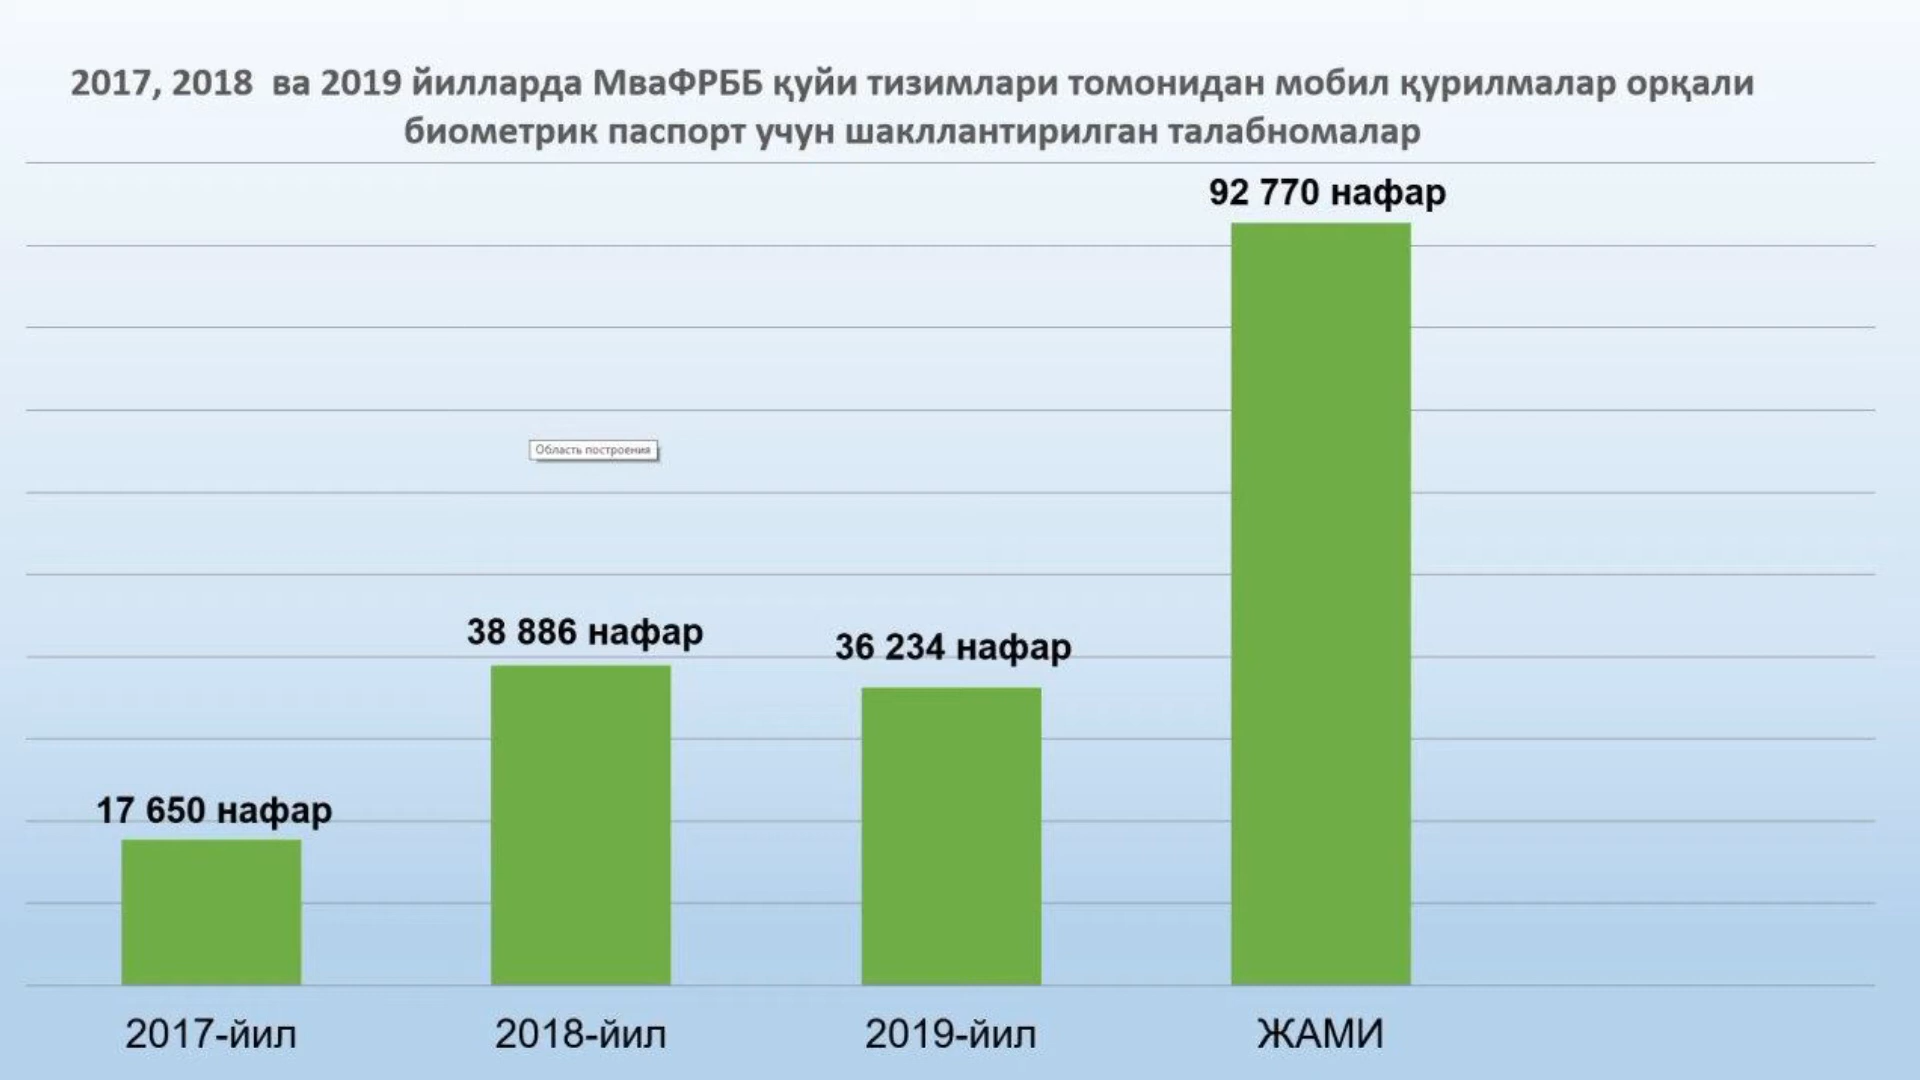 2017, 2018 ва 2019 йилларда МваФРББ қуйи тизимлари томонидан мобил қурилмалар орқали
биометрик паспорт учун шакллантирилган талабномалар
92 770 нафар
Область построения
38 886 нафар
36 234 нафар
17 650 нафар
2017-йил
2018-йил
2019-йил
ЖАМИ